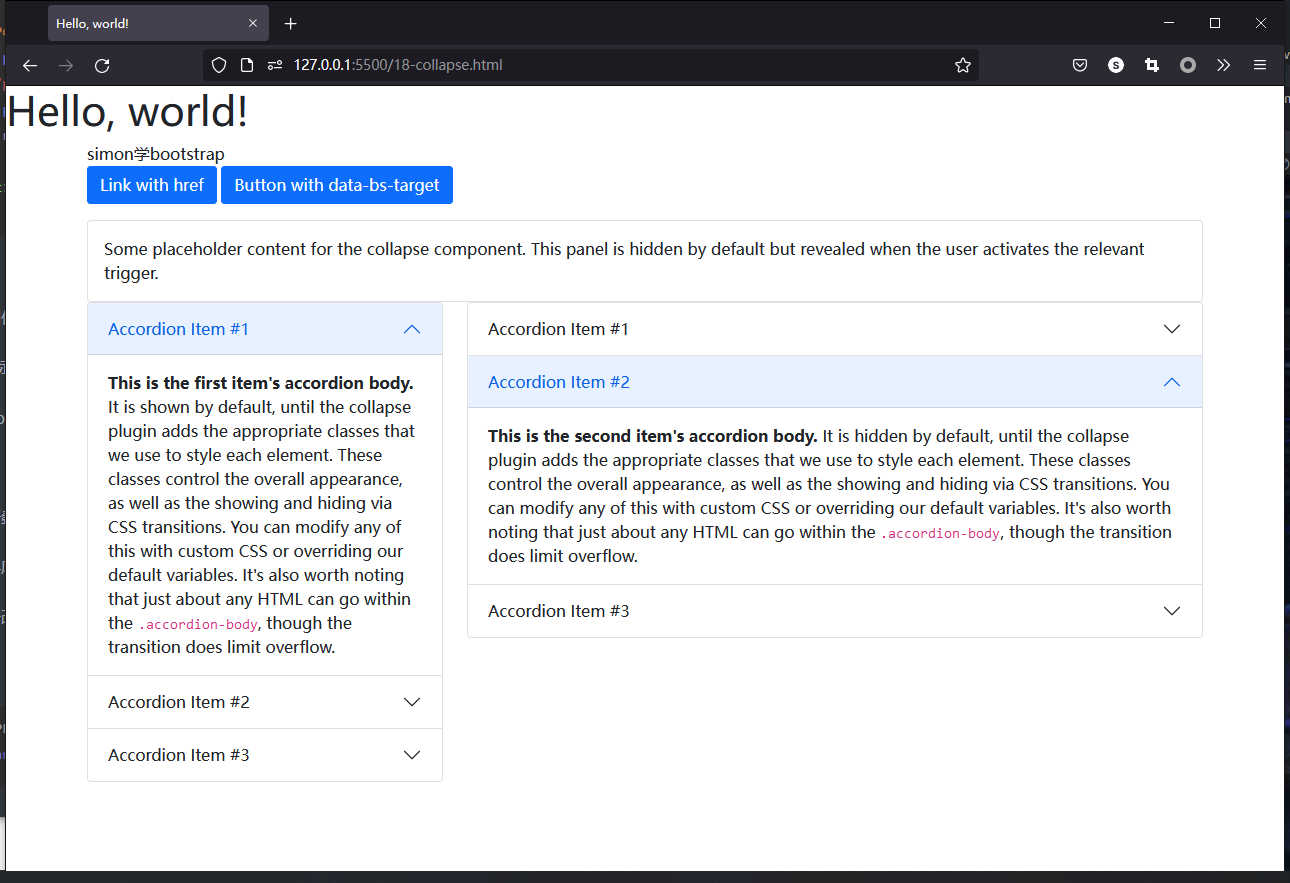 Hello, world!
127.0.0.1:5500/18-collapse.html
S
Hello, world!
simon学bootstrap
Link with href
Button with data-bs-target
Some placeholder content for the collapse component. This panel is hidden by default but revealed when the user activates the relevant
trigger.
Accordion Item #1
This is the first item's accordion body.
It is shown by default, until the collapse
plugin adds the appropriate classes that
we use to style each element. These
classes control the overall appearance,
as well as the showing and hiding via
CSS transitions. You can modify any of
this with custom CSS or overriding our
default variables. It's also worth noting
that just about any HTML can go within
the .accordion-body, though the
transition does limit overflow.
Accordion Item #2
Accordion Item #3
Accordion Item #1
Accordion Item #2
This is the second item's accordion body. It is hidden by default, until the collapse
plugin adds the appropriate classes that we use to style each element. These classes
control the overall appearance, as well as the showing and hiding via CSS transitions. You
can modify any of this with custom CSS or overriding our default variables. It's also worth
noting that just about any HTML can go within the .accordion-body, though the transition
does limit overflow.
Accordion Item #3